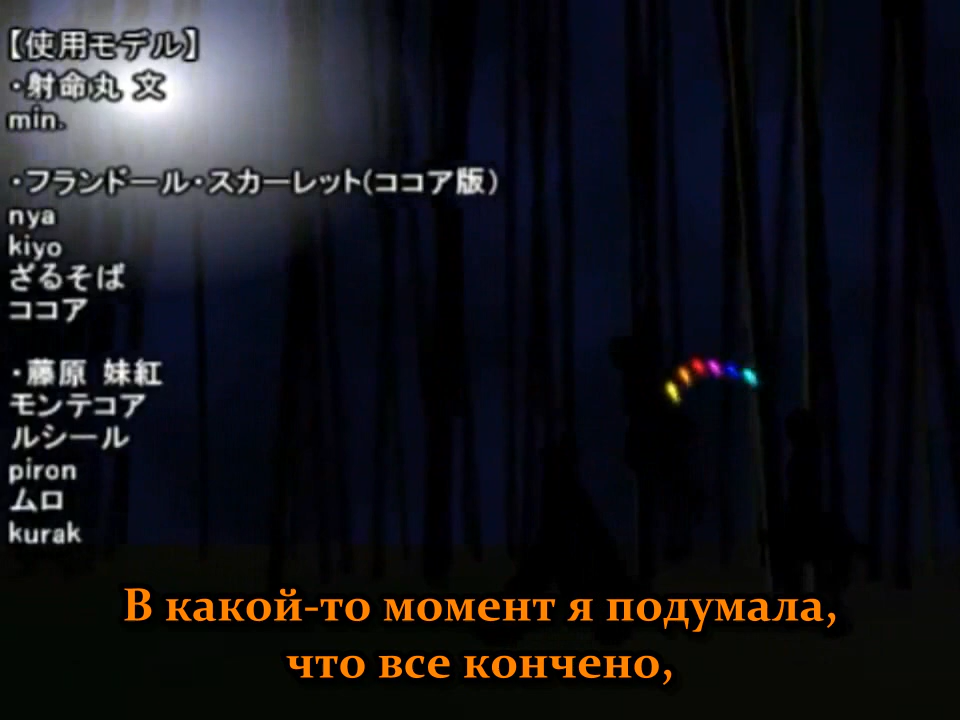 【使用モデル】
・射命丸 文
min.
・フランドール・スカーレット(ココア版)
nya
kiyo
ざるそば
ココア
・藤原 妹紅
モンテコア
ルシール
piron
ムロ
kurak
В какой-то момент я подумала,
что все кончено,